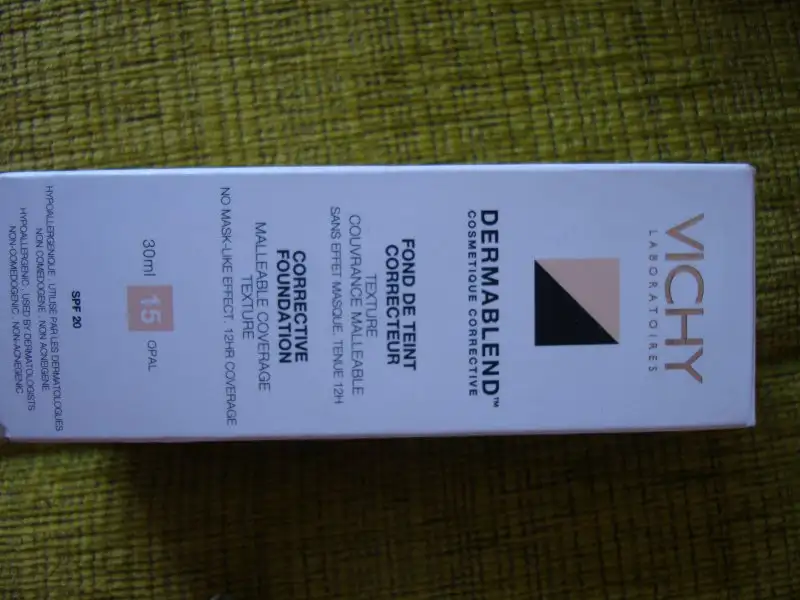 VICHY
LABORATOIRES
DERMABLEND™
COSMETIQUE CORRECTIVE
FOND DE TEINT
CORRECTEUR
TEXTURE
COUVRANCE MALLEABLE
SANS EFFET MASQUE. TENUE 12H
CORRECTIVE
FOUNDATION
MALLEABLE COVERAGE
TEXTURE
NO MASK-LIKE EFFECT. 12HR COVERAGE
30ml 15 OPAL
SPF 20
HYPOALLERGENIQUE : UTILISE PAR LES DERMATOLOGUES
NON COMEDOGENE : NON ACNEIGENE
HYPOALLERGENIC : USED BY DERMATOLOGISTS
NON-COMEDOGENIC : NON-ACNEGENIC